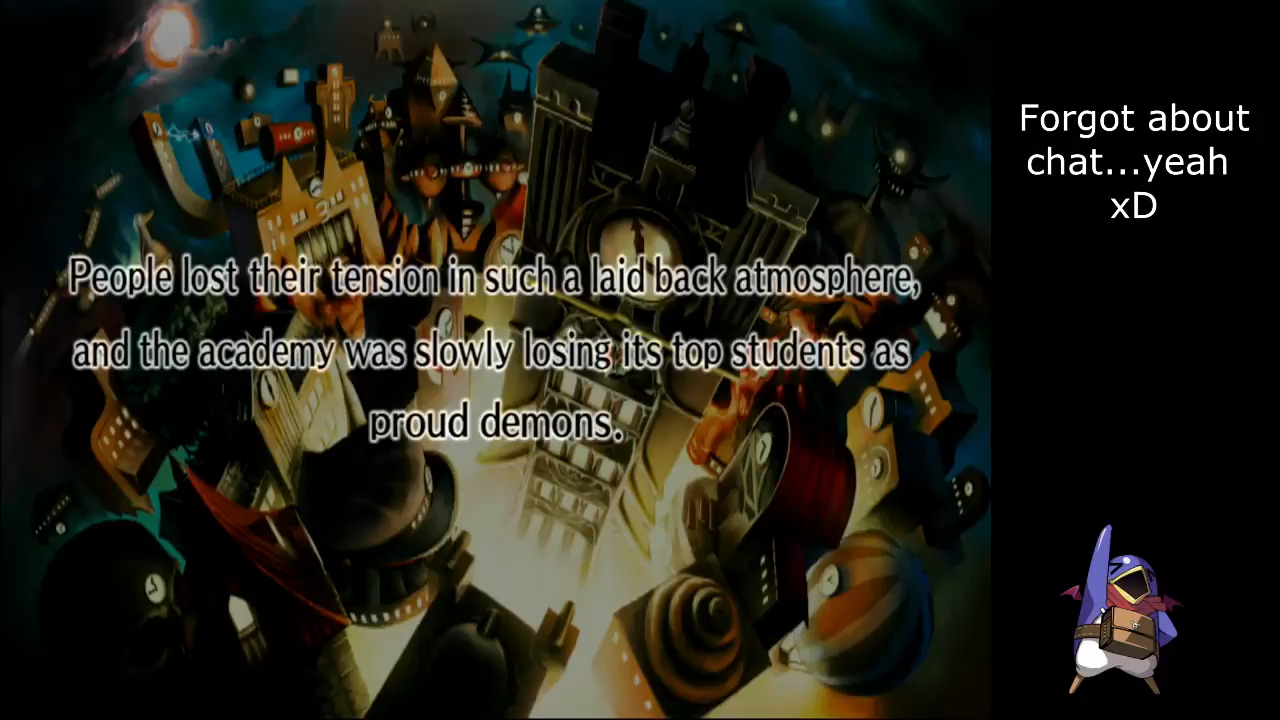 People lost their tension in such a laid back atmosphere,
and the academy was slowly losing its top students as
proud demons.
Forgot about
chat...yeah
xD